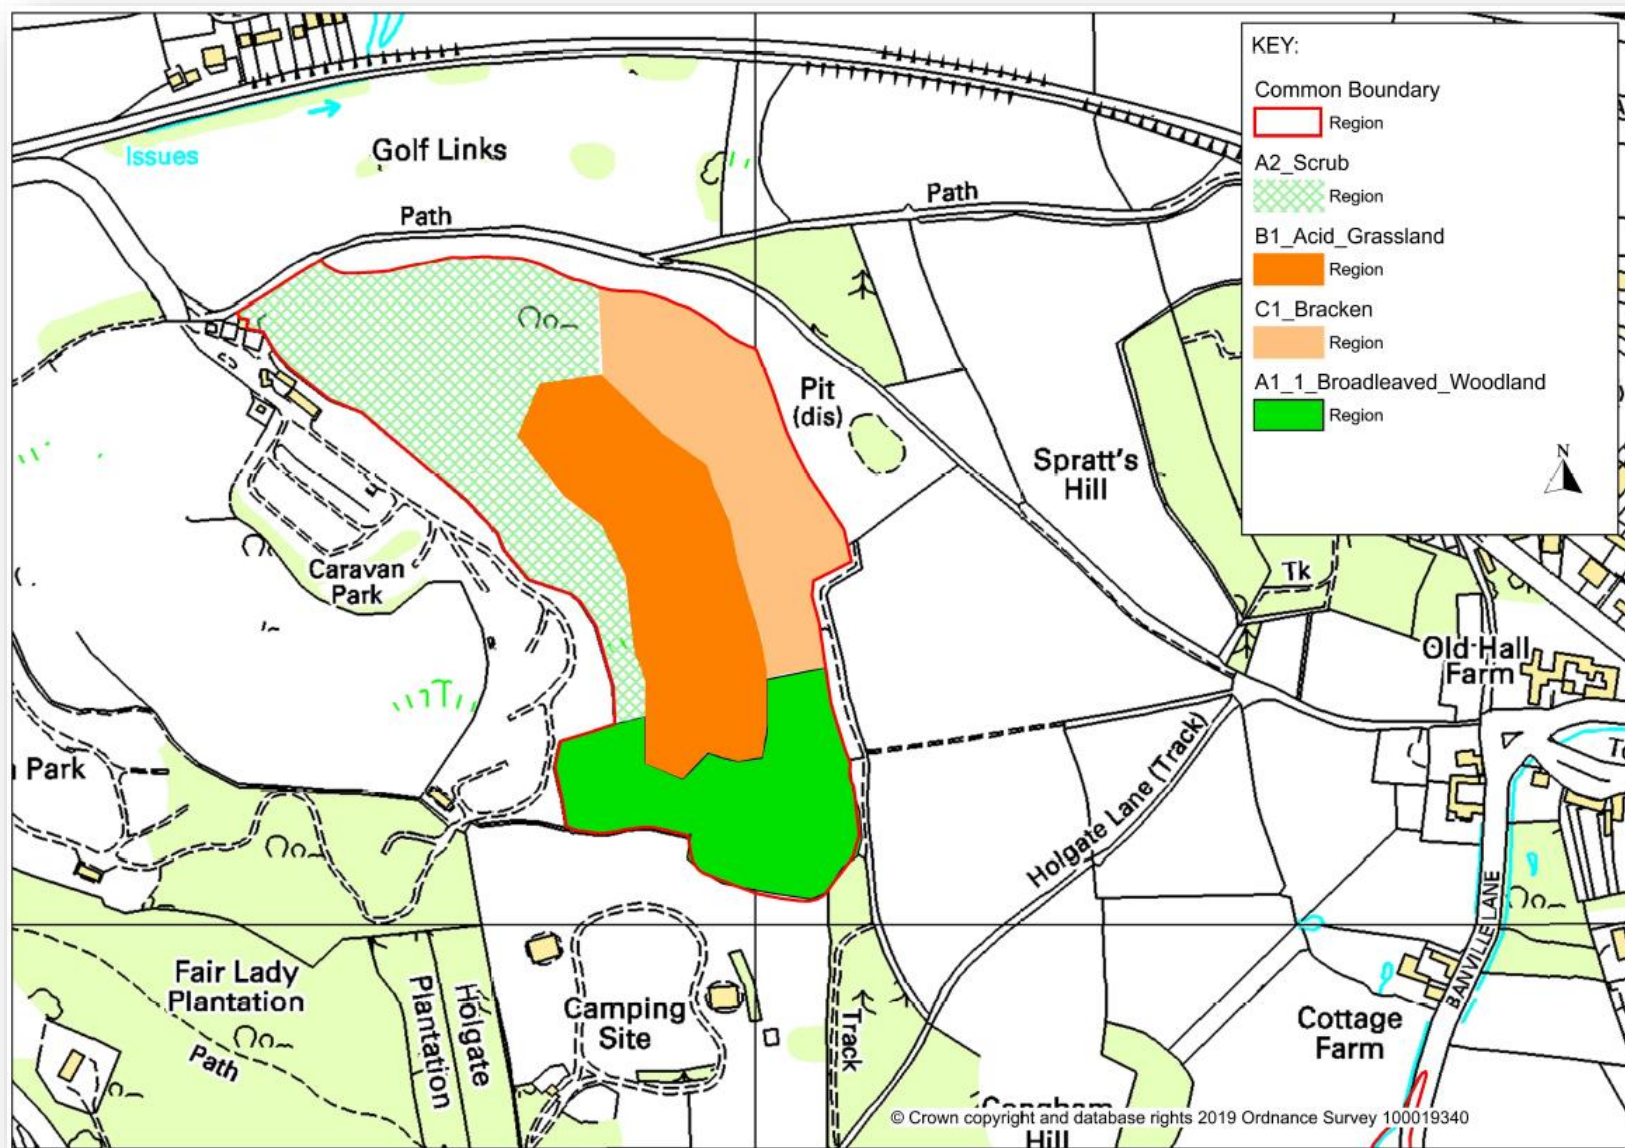 KEY:
Common Boundary
Region
A2_Scrub
Region
B1_Acid_Grassland
Region
C1_Bracken
Region
A1_1_Broadleaved_Woodland
Region
N
Issues
Golf Links
Path
Path
Pit
(dis)
Spratt's
Hill
Caravan
Park
Tk
Old Hall
Farm
Park
Holgate Lane (Track)
BANVILLE LANE
Fair Lady
Plantation
Path
Holgate
Plantation
Camping
Site
Track
Cottage
Farm
Hill
© Crown copyright and database rights 2019 Ordnance Survey 100019340